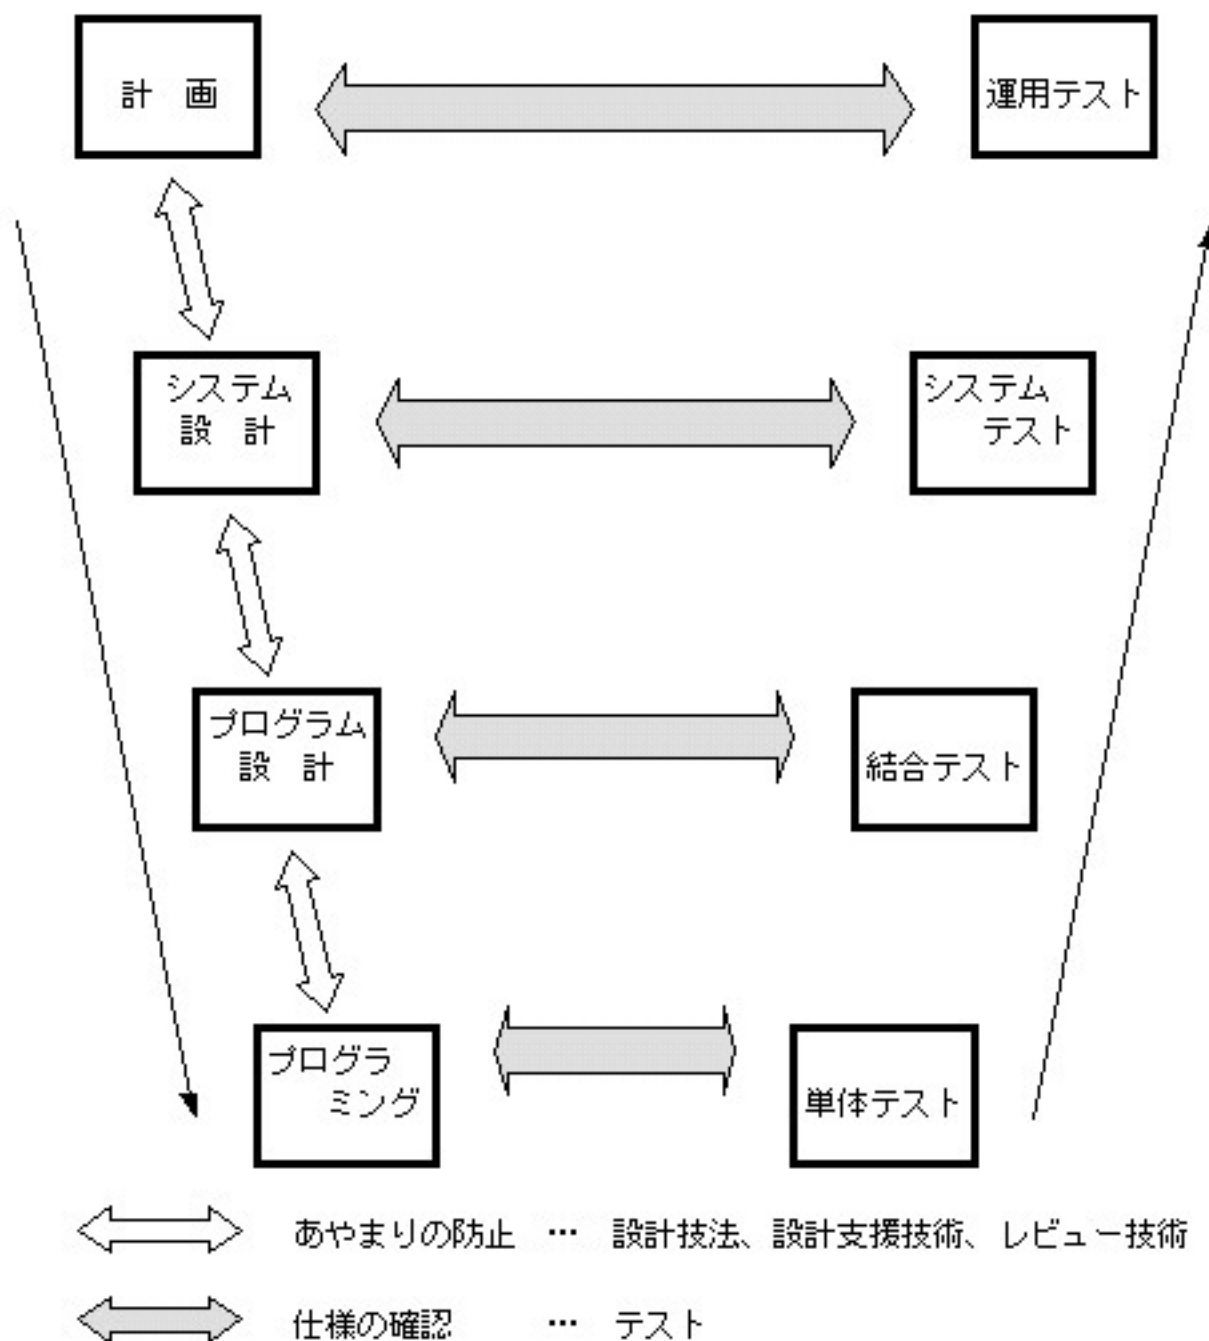 計　画
運用テスト
システム
設　計
システム
テスト
プログラム
設　計
結合テスト
プログラ
ミング
単体テスト
あやまりの防止　…　設計技法、設計支援技術、レビュー技術
仕様の確認　…　テスト